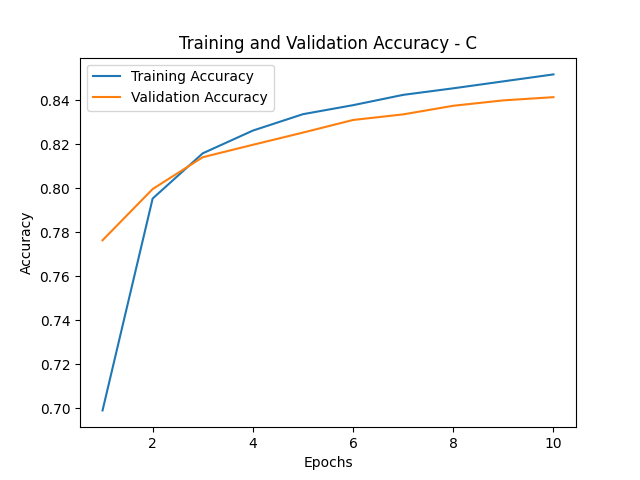 Training and Validation Accuracy - C
Training Accuracy
Validation Accuracy
Accuracy
0.84
0.82
0.80
0.78
0.76
0.74
0.72
0.70
2
4
6
8
10
Epochs